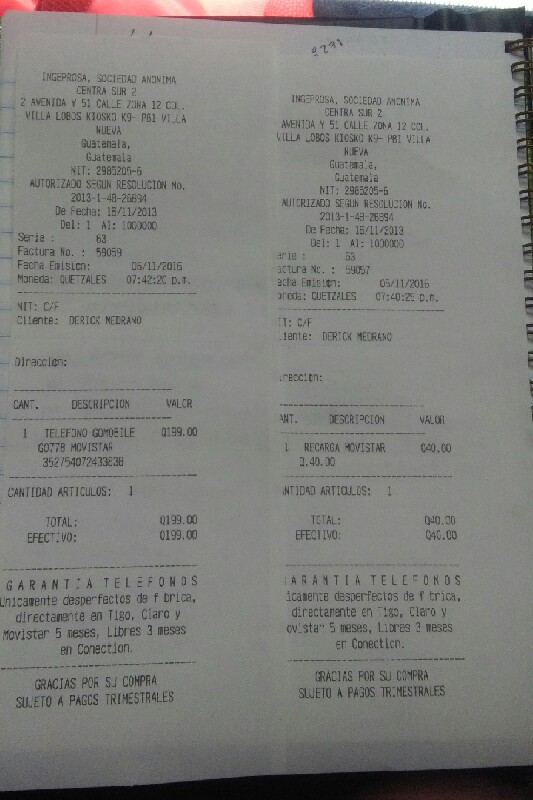 INGEPROSA, SOCIEDAD ANONIMA
CENTRA SUR 2
2 AVENIDA Y 51 CALLE ZONA 12 COL.
VILLA LOBOS KIOSKO K9- PB1 VILLA
NUEVA
Guatemala,
Guatemala
NIT: 2985205-6
AUTORIZADO SEGUN RESOLUCION No.
2013-1-48-26894
De Fecha: 15/11/2013
Del: 1 Al: 1000000
Serie : 63
Factura No. : 59059
Fecha Emision: 05/11/2016
Moneda: QUETZALES 07:42:20 p.m.
NIT: C/F
Cliente: DERICK MEDRANO
Direccion:
CANT. DESCRIPCION VALOR
1 TELEFONO GOMOBILE Q199.00
GO778 MOVISTAR
352754072433838
CANTIDAD ARTICULOS: 1
TOTAL: Q199.00
EFECTIVO: Q199.00
GARANTIA TELEFONOS
Unicamente desperfectos de f brica,
directamente en Tigo, Claro y
Movistar 5 meses, Libres 3 meses
en Conection.
GRACIAS POR SU COMPRA
SUJETO A PAGOS TRIMESTRALES
INGEPROSA, SOCIEDAD ANONIMA
CENTRA SUR 2
AVENIDA Y 51 CALLE ZONA 12 COL.
VILLA LOBOS KIOSKO K9- PB1 VILLA
NUEVA
Guatemala,
Guatemala
NIT: 2985205-6
AUTORIZADO SEGUN RESOLUCION No.
2013-1-48-26894
De Fecha: 15/11/2013
Del: 1 Al: 1000000
erie : 63
actura No. : 59057
echa Emision: 05/11/2016
oneda: QUETZALES 07:40:25 p.m.
IT: C/F
iente: DERICK MEDRANO
reccion:
ANT. DESCRIPCION VALOR
1 RECARGA MOVISTAR Q40.00
Q.40.00
NTIDAD ARTICULOS: 1
TOTAL: Q40.00
EFECTIVO: Q40.00
ARANTIA TELEFONOS
icamente desperfectos de f brica,
directamente en Tigo, Claro y
ovistar 5 meses, Libres 3 meses
en Conection.
GRACIAS POR SU COMPRA
SUJETO A PAGOS TRIMESTRALES